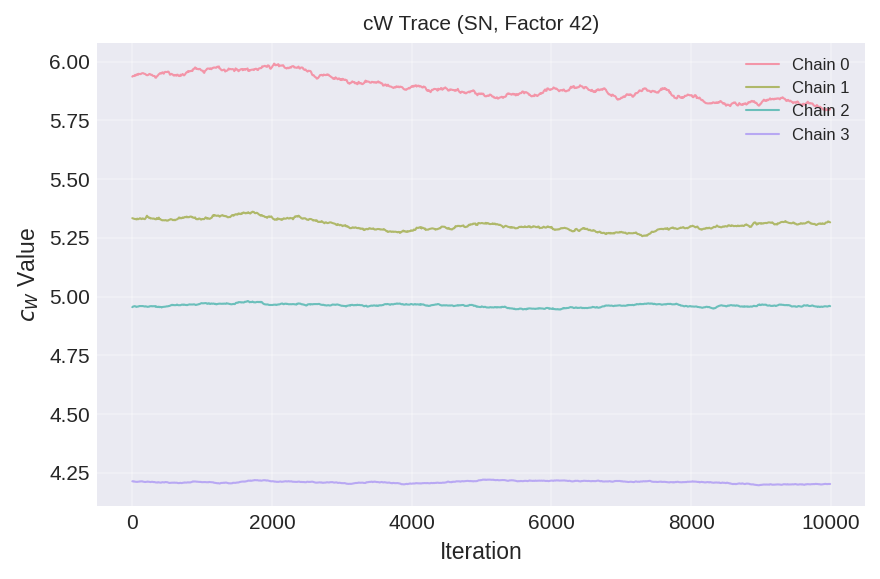 cW Trace (SN, Factor 42)
Chain 0
Chain 1
Chain 2
Chain 3
6.00
5.75
5.50
5.25
5.00
4.75
4.50
4.25
c_W Value
0 2000 4000 6000 8000 10000
Iteration